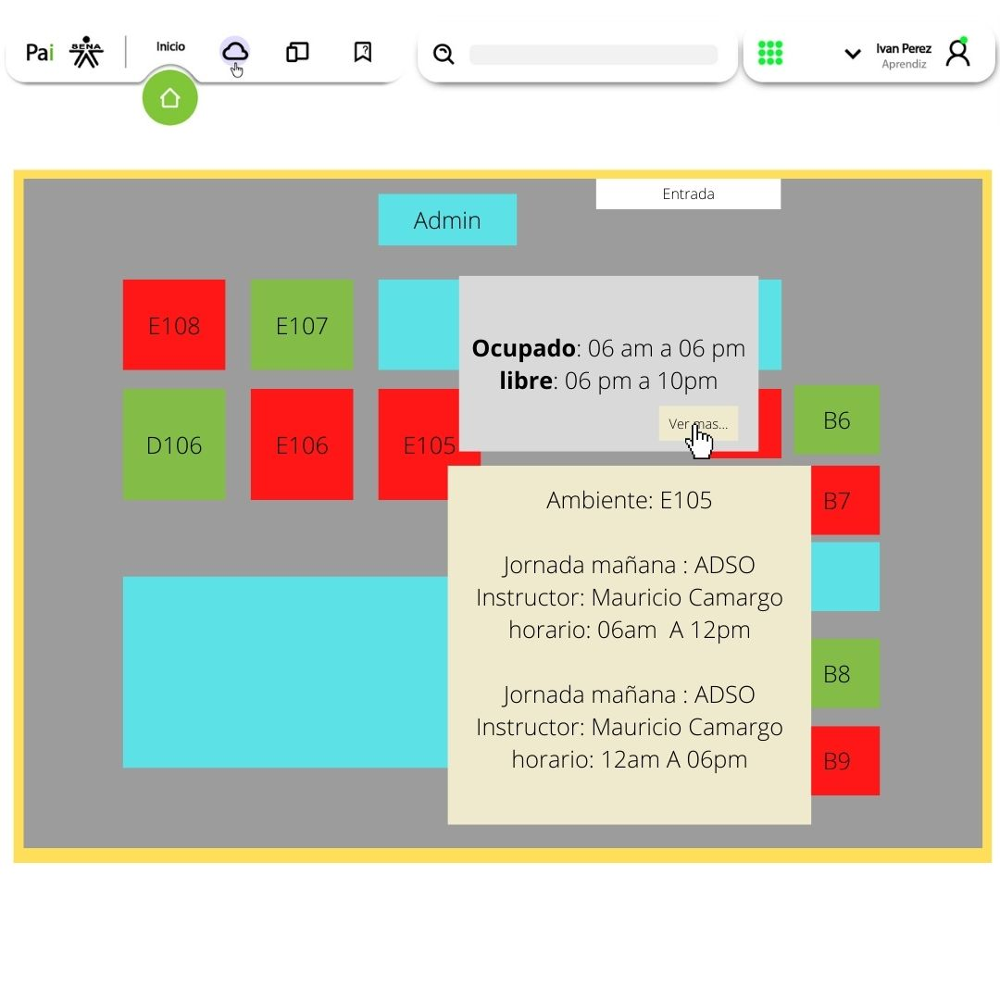 Pai
SENA
Inicio
?
Ivan Perez
Aprendiz
Entrada
Admin
E108
E107
Ocupado: 06 am a 06 pm
libre: 06 pm a 10pm
Ver mas...
D106
E106
E105
B6
B7
B8
B9
Ambiente: E105
Jornada mañana : ADSO
Instructor: Mauricio Camargo
horario: 06am A 12pm
Jornada mañana : ADSO
Instructor: Mauricio Camargo
horario: 12am A 06pm